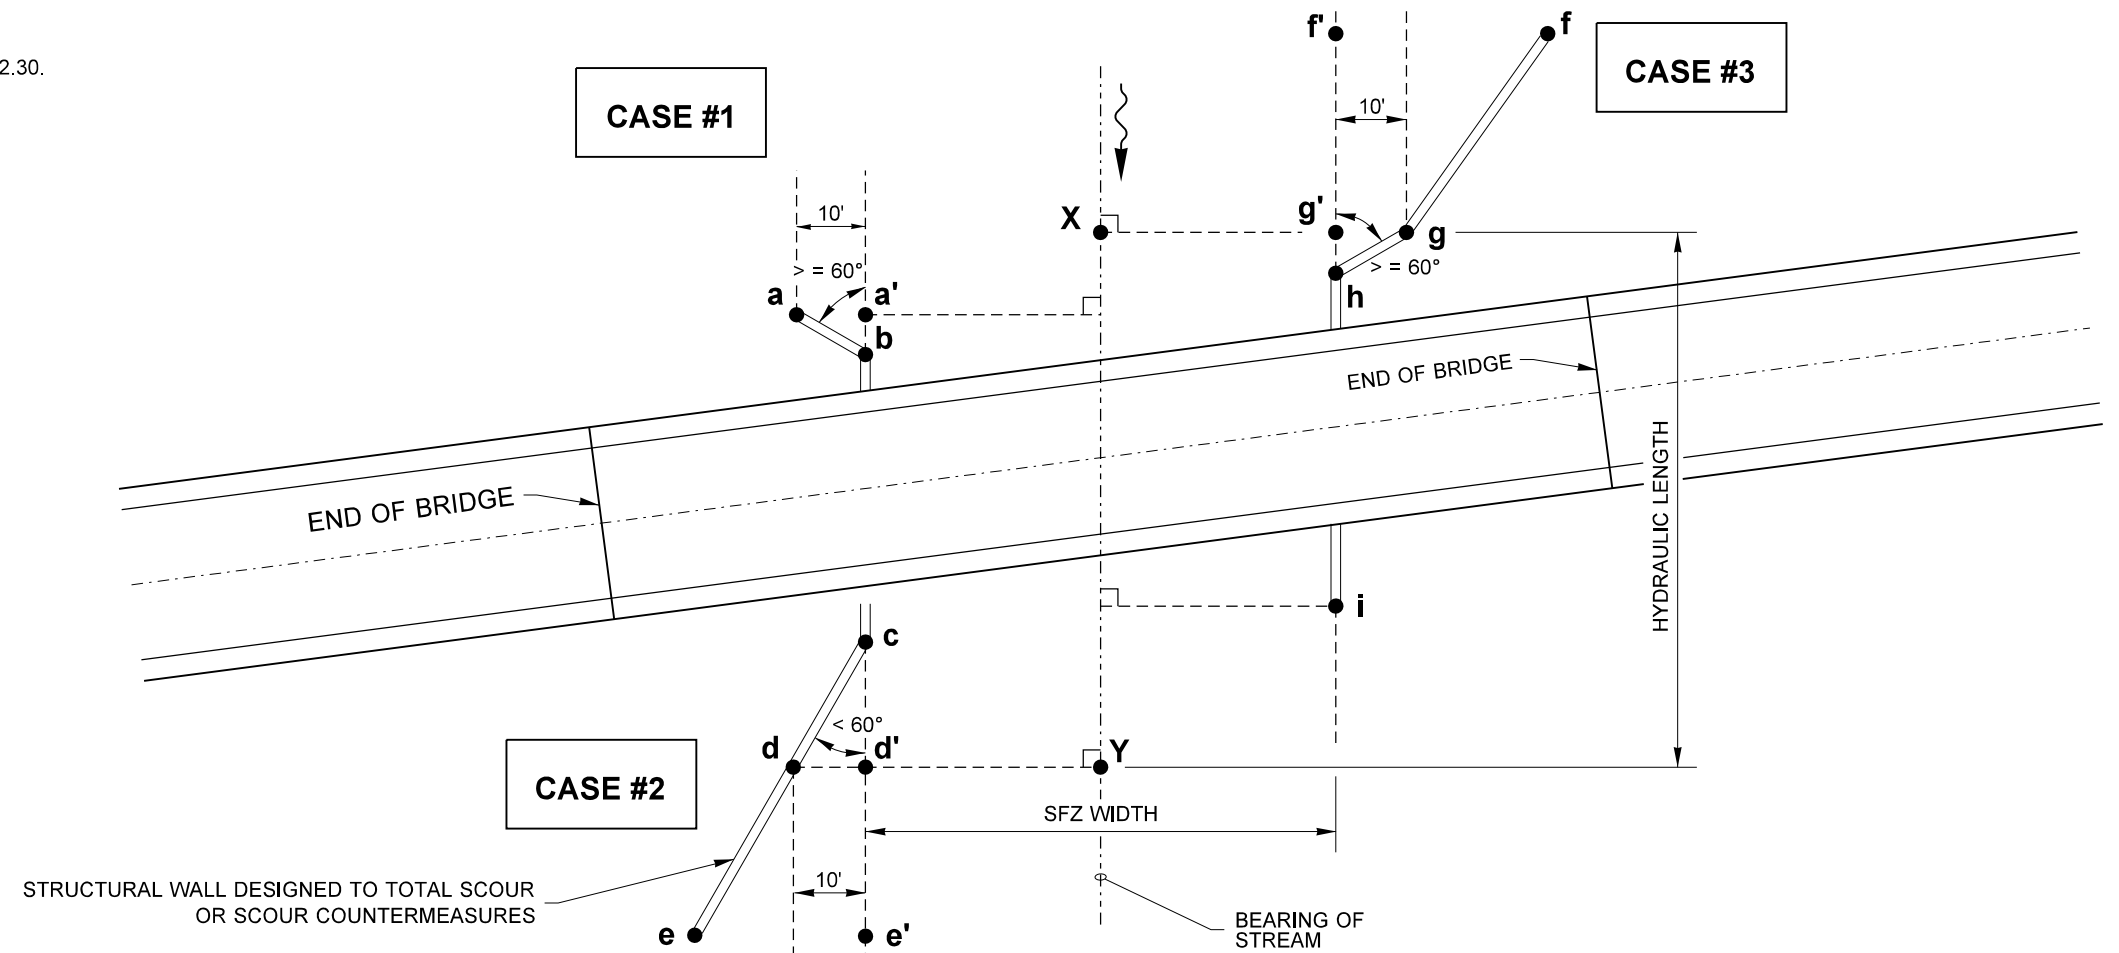 2.30.
CASE #1
CASE #3
f'
f
10'
10'
X
g'
g
> = 60°
> = 60°
a
a'
b
h
END OF BRIDGE
END OF BRIDGE
HYDRAULIC LENGTH
i
c
< 60°
d
d'
Y
CASE #2
SFZ WIDTH
STRUCTURAL WALL DESIGNED TO TOTAL SCOUR
OR SCOUR COUNTERMEASURES
10'
e
e'
BEARING OF
STREAM